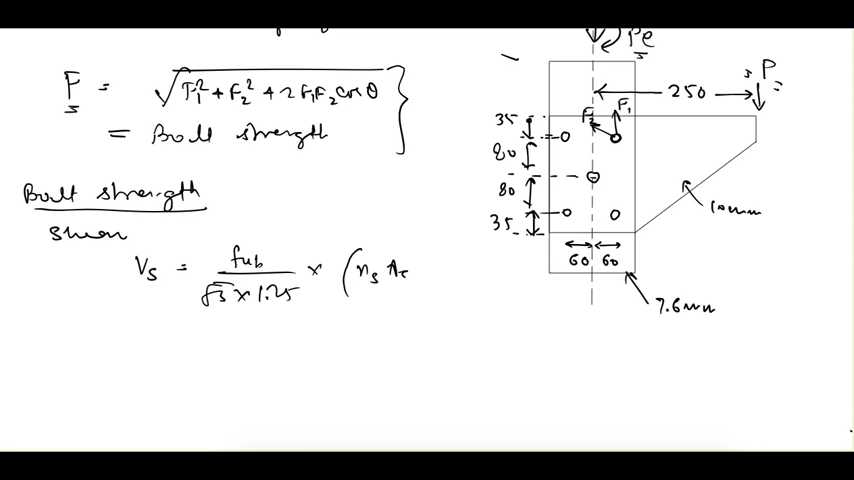 F = √F₁² + F₂² + 2F₁F₂ cos θ
= Bolt strength
Bolt strength
Shear
Vs = fub / √3 × 1.25 × (ns As
Pe
P
250
F₁
F₂
35
80
80
35
60 60
10mm
7.6mm